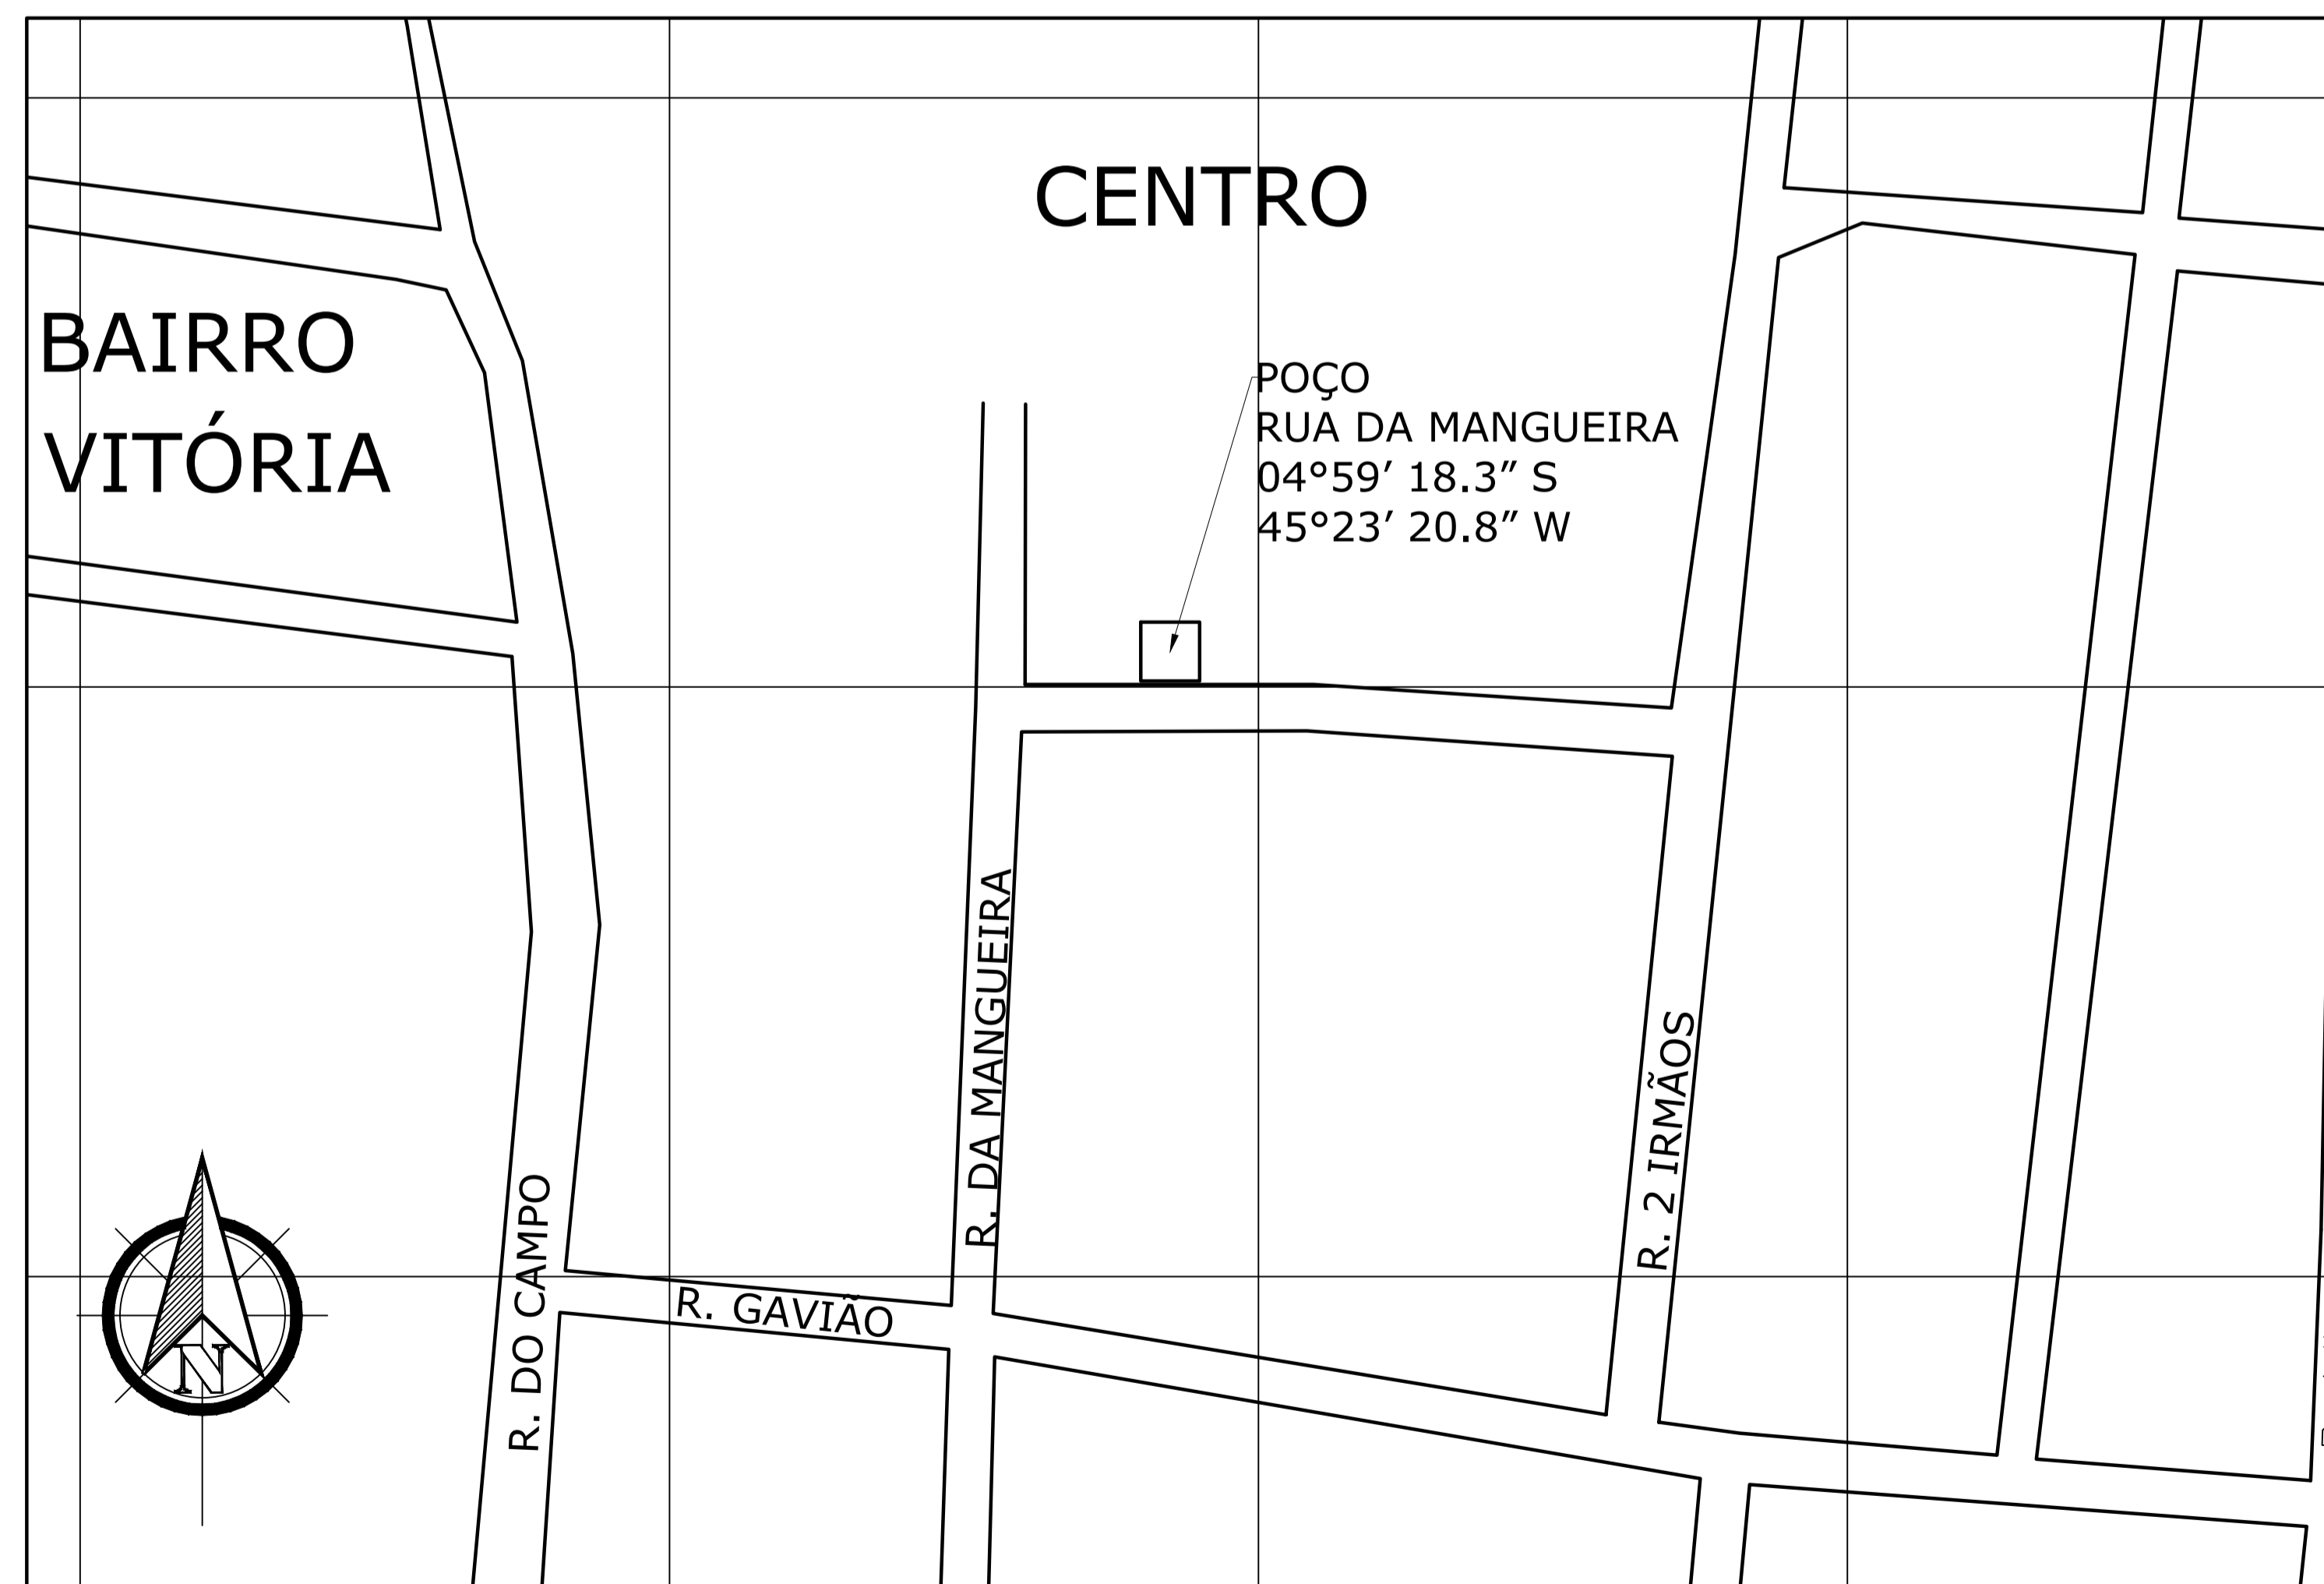 CENTRO
BAIRRO
VITÓRIA
POÇO
RUA DA MANGUEIRA
04°59' 18.3" S
45°23' 20.8" W
R. DA MANGUEIRA
R. 2 IRMÃOS
R. DO CAMPO
R. GAVIÃO
N